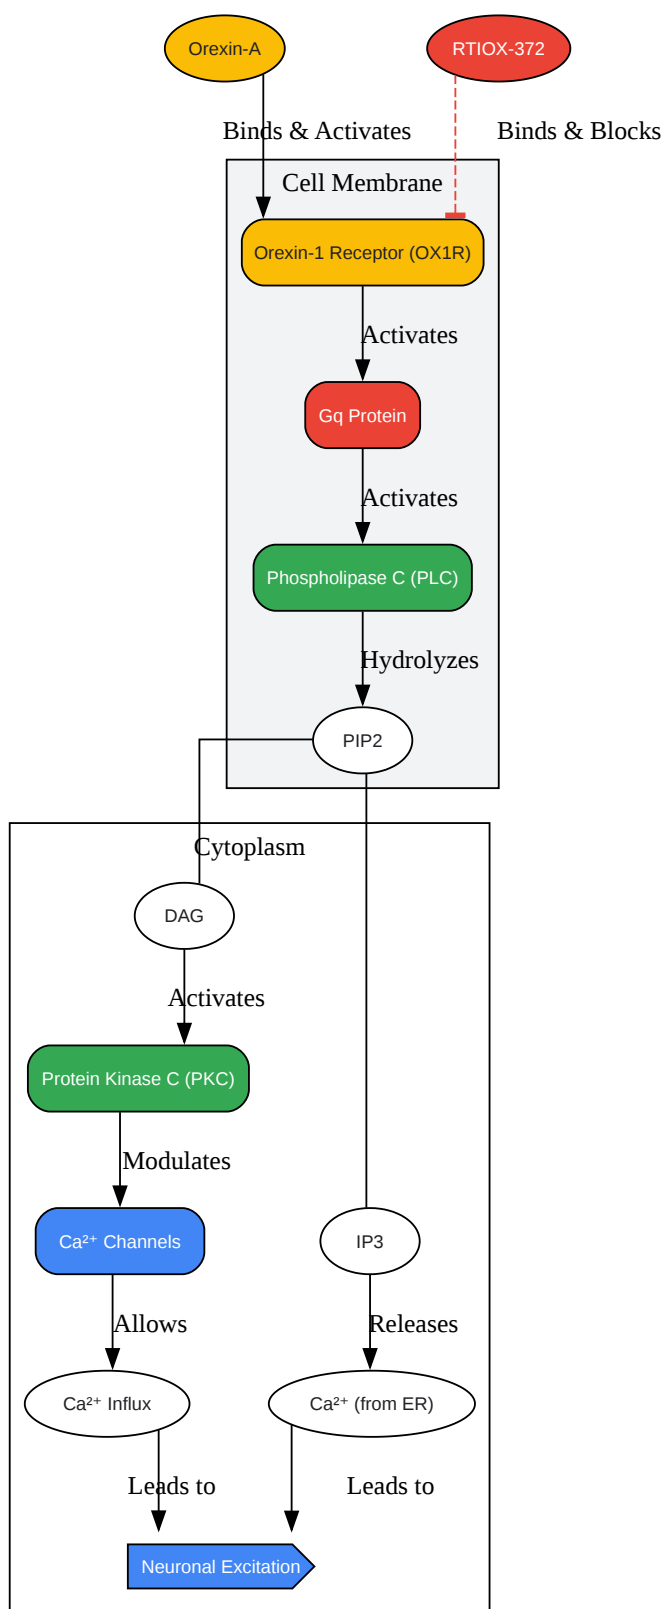 Orexin-A
RTIOX-372
Binds & Activates
Binds & Blocks
Cell Membrane
Orexin-1 Receptor (OX1R)
Activates
Gq Protein
Activates
Phospholipase C (PLC)
Hydrolyzes
PIP2
Cytoplasm
DAG
Activates
Protein Kinase C (PKC)
Modulates
Ca²⁺ Channels
IP3
Allows
Releases
Ca²⁺ Influx
Ca²⁺ (from ER)
Leads to
Leads to
Neuronal Excitation